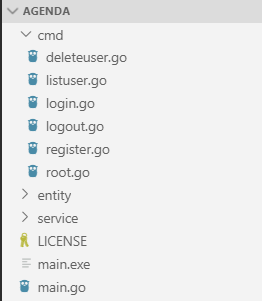 AGENDA
cmd
deleteuser.go
listuser.go
login.go
logout.go
register.go
root.go
entity
service
LICENSE
main.exe
main.go